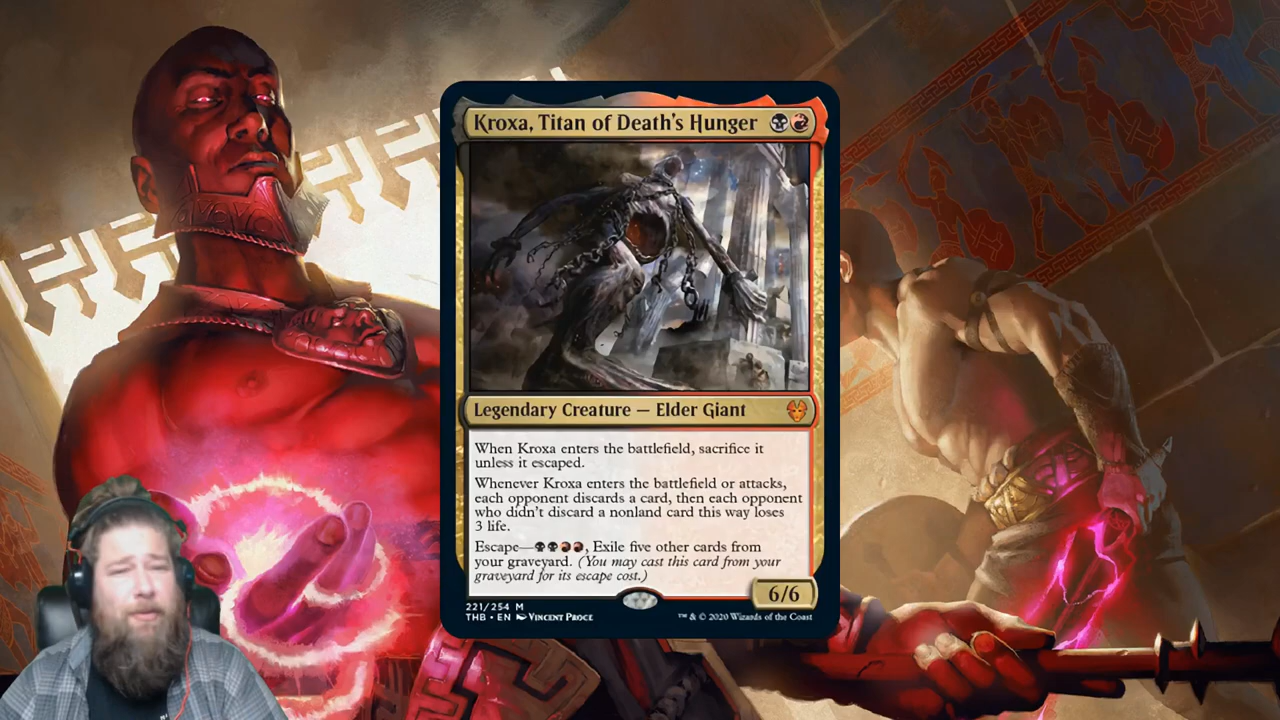 Kroxa, Titan of Death's Hunger
Legendary Creature — Elder Giant
When Kroxa enters the battlefield, sacrifice it
unless it escaped.
Whenever Kroxa enters the battlefield or attacks,
each opponent discards a card, then each opponent
who didn't discard a nonland card this way loses
3 life.
Escape—, Exile five other cards from
your graveyard. (You may cast this card from your
graveyard for its escape cost.)
6/6
221/254 M
THB • EN VINCENT PROCE
™ & © 2020 Wizards of the Coast